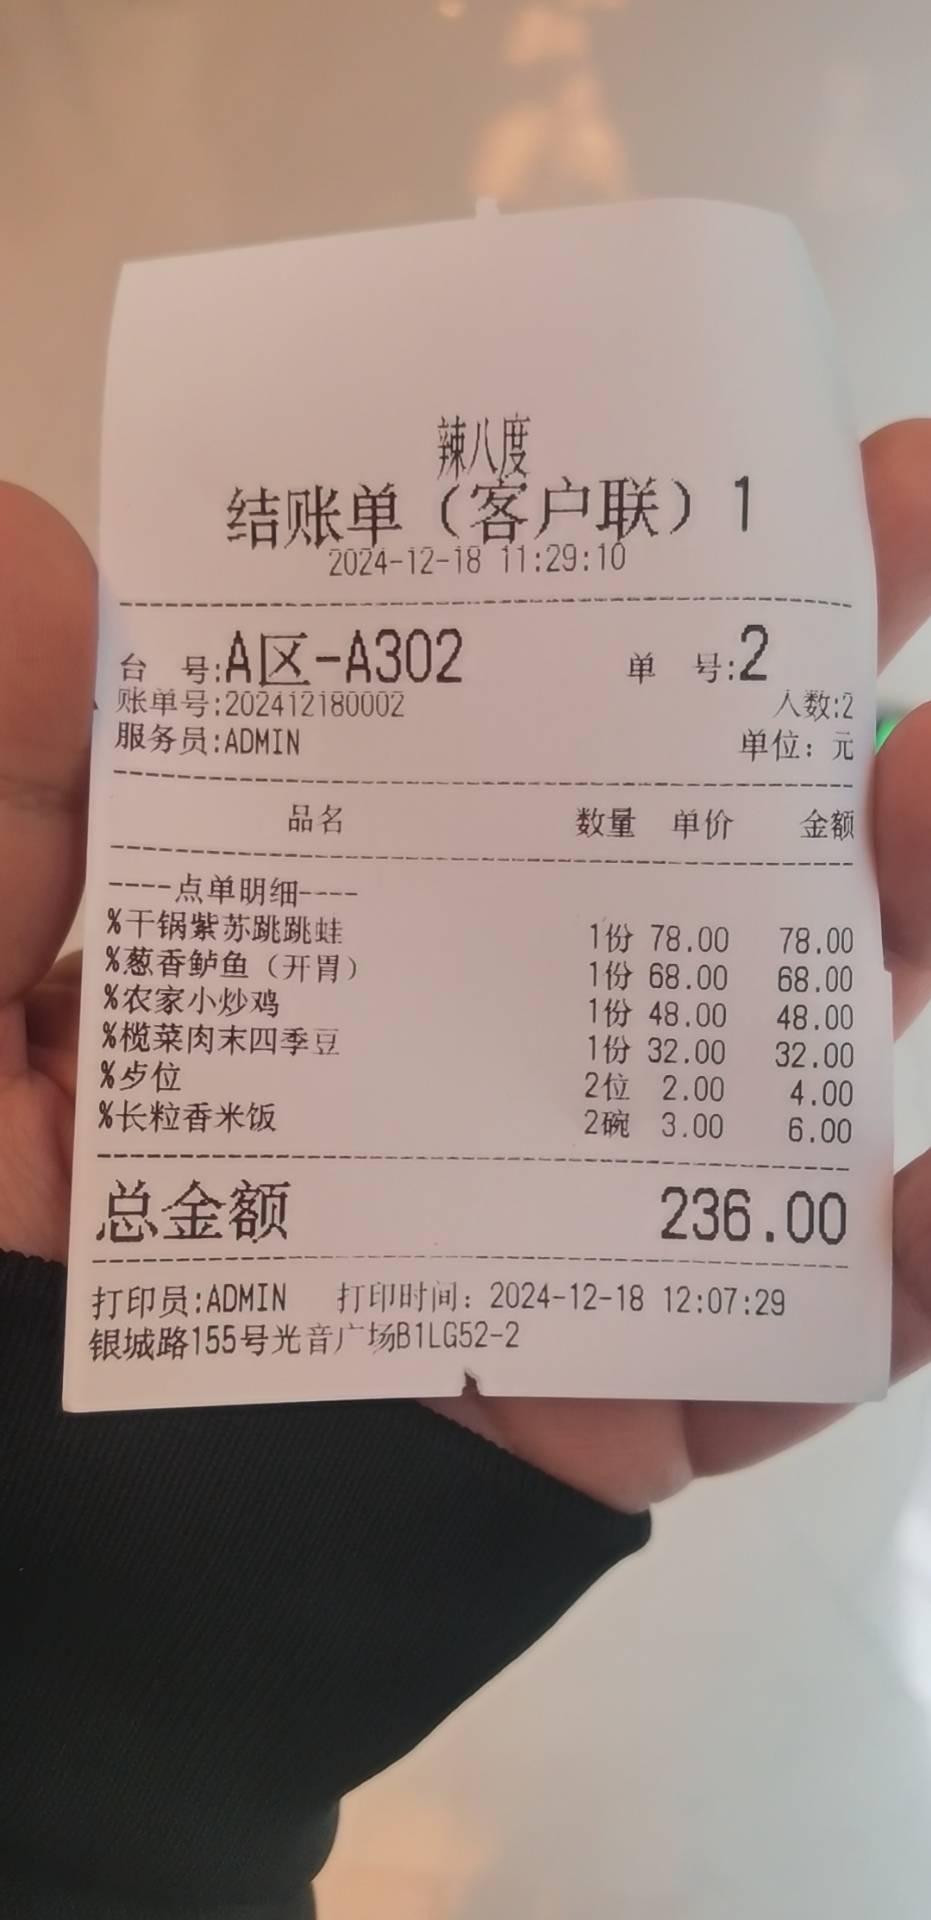 辣八度
结账单（客户联）1
2024-12-18 11:29:10
台 号:A区-A302 单 号:2
账单号:202412180002 人数:2
服务员:ADMIN 单位：元
品名 数量 单价 金额
----点单明细----
%干锅紫苏跳跳蛙 1份 78.00 78.00
%葱香鲈鱼（开胃） 1份 68.00 68.00
%农家小炒鸡 1份 48.00 48.00
%榄菜肉末四季豆 1份 32.00 32.00
%歺位 2位 2.00 4.00
%长粒香米饭 2碗 3.00 6.00
总金额 236.00
打印员:ADMIN 打印时间：2024-12-18 12:07:29
银城路155号光音广场B1LG52-2